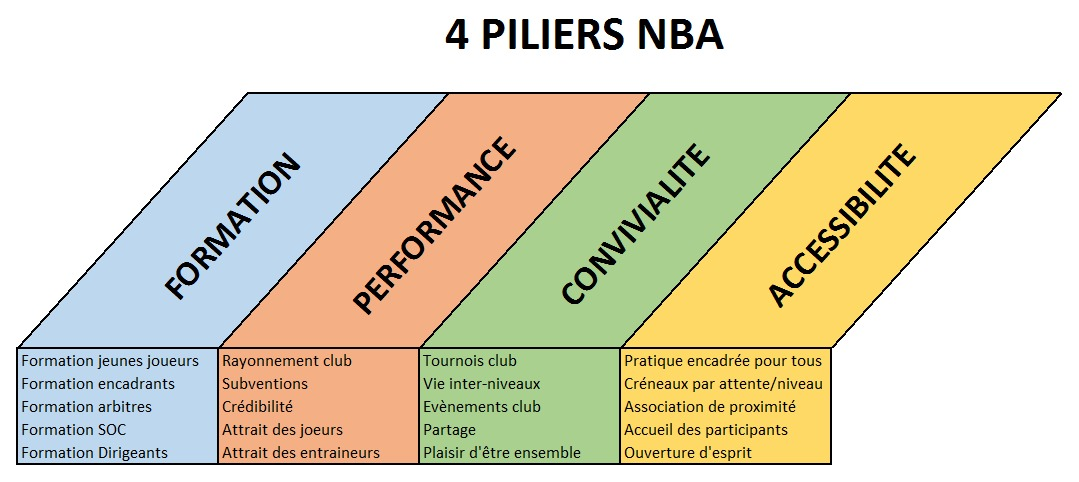 4 PILIERS NBA
FORMATION
PERFORMANCE
CONVIVIALITE
ACCESSIBILITE
Formation jeunes joueurs
Formation encadrants
Formation arbitres
Formation SOC
Formation Dirigeants
Rayonnement club
Subventions
Crédibilité
Attrait des joeurs
Attrait des entraineurs
Tournois club
Vie inter-niveaux
Evènements club
Partage
Plaisir d'être ensemble
Pratique encadrée pour tous
Créneaux par attente/niveau
Association de proximité
Accueil des participants
Ouverture d'esprit